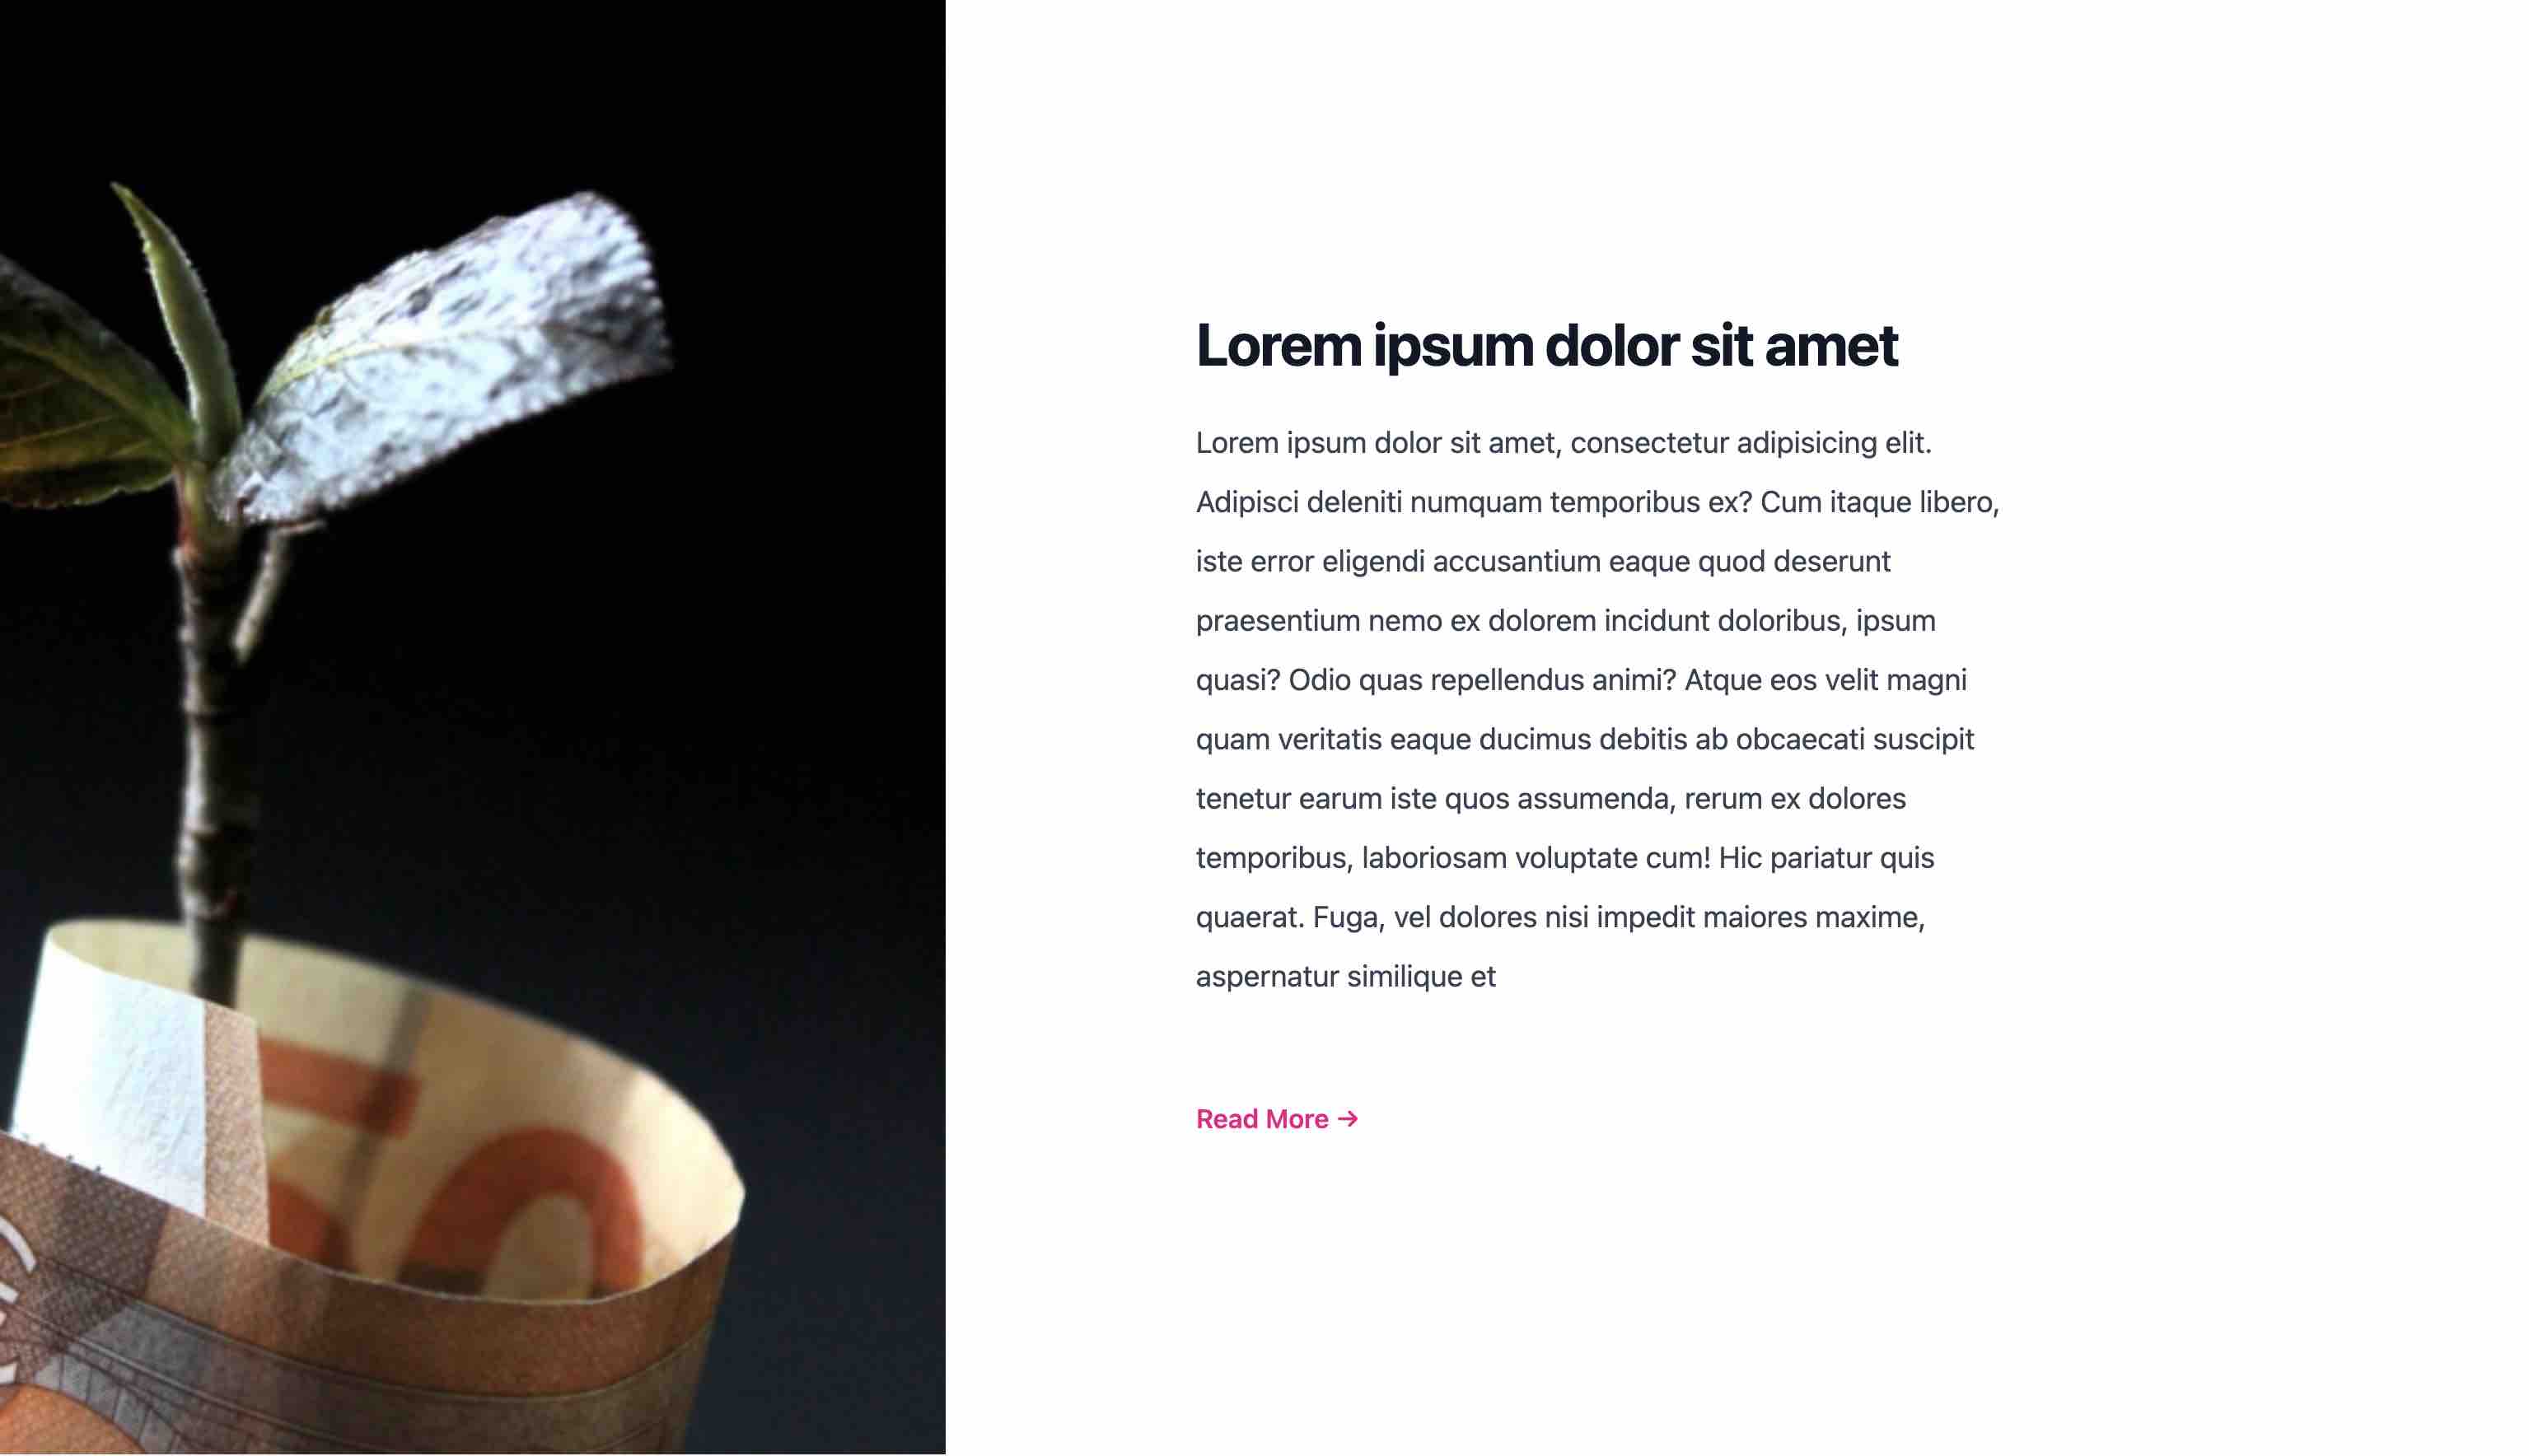 Lorem ipsum dolor sit amet
Lorem ipsum dolor sit amet, consectetur adipisicing elit.
Adipisci deleniti numquam temporibus ex? Cum itaque libero,
iste error eligendi accusantium eaque quod deserunt
praesentium nemo ex dolorem incidunt doloribus, ipsum
quasi? Odio quas repellendus animi? Atque eos velit magni
quam veritatis eaque ducimus debitis ab obcaecati suscipit
tenetur earum iste quos assumenda, rerum ex dolores
temporibus, laboriosam voluptate cum! Hic pariatur quis
quaerat. Fuga, vel dolores nisi impedit maiores maxime,
aspernatur similique et
Read More →